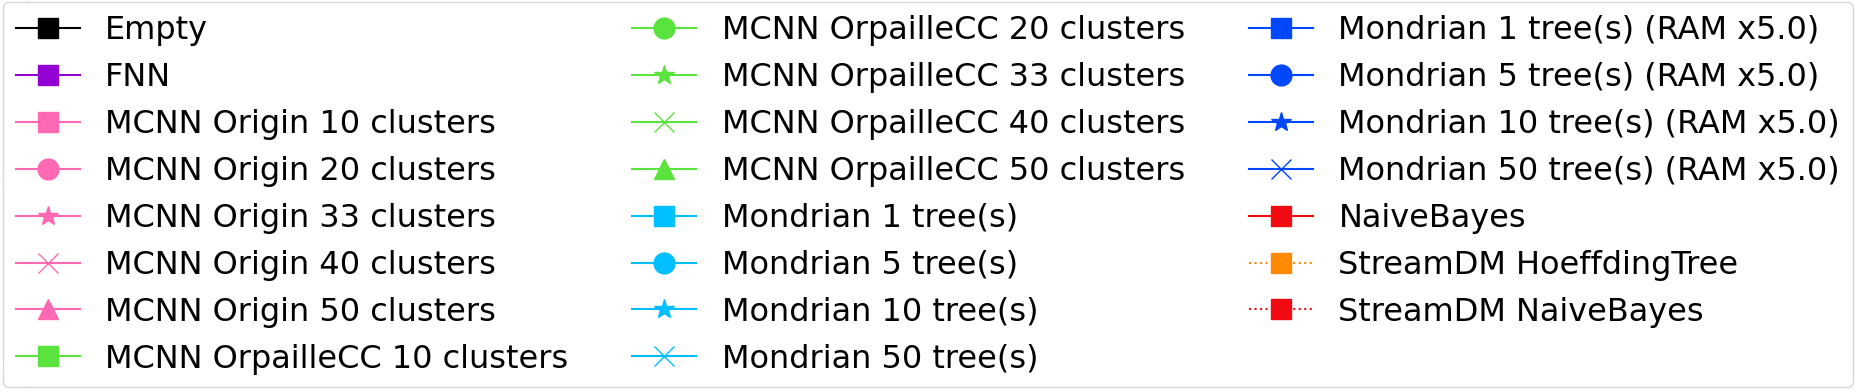 Empty
FNN
MCNN Origin 10 clusters
MCNN Origin 20 clusters
MCNN Origin 33 clusters
MCNN Origin 40 clusters
MCNN Origin 50 clusters
MCNN OrpailleCC 10 clusters
MCNN OrpailleCC 20 clusters
MCNN OrpailleCC 33 clusters
MCNN OrpailleCC 40 clusters
MCNN OrpailleCC 50 clusters
Mondrian 1 tree(s)
Mondrian 5 tree(s)
Mondrian 10 tree(s)
Mondrian 50 tree(s)
Mondrian 1 tree(s) (RAM x5.0)
Mondrian 5 tree(s) (RAM x5.0)
Mondrian 10 tree(s) (RAM x5.0)
Mondrian 50 tree(s) (RAM x5.0)
NaiveBayes
StreamDM HoeffdingTree
StreamDM NaiveBayes